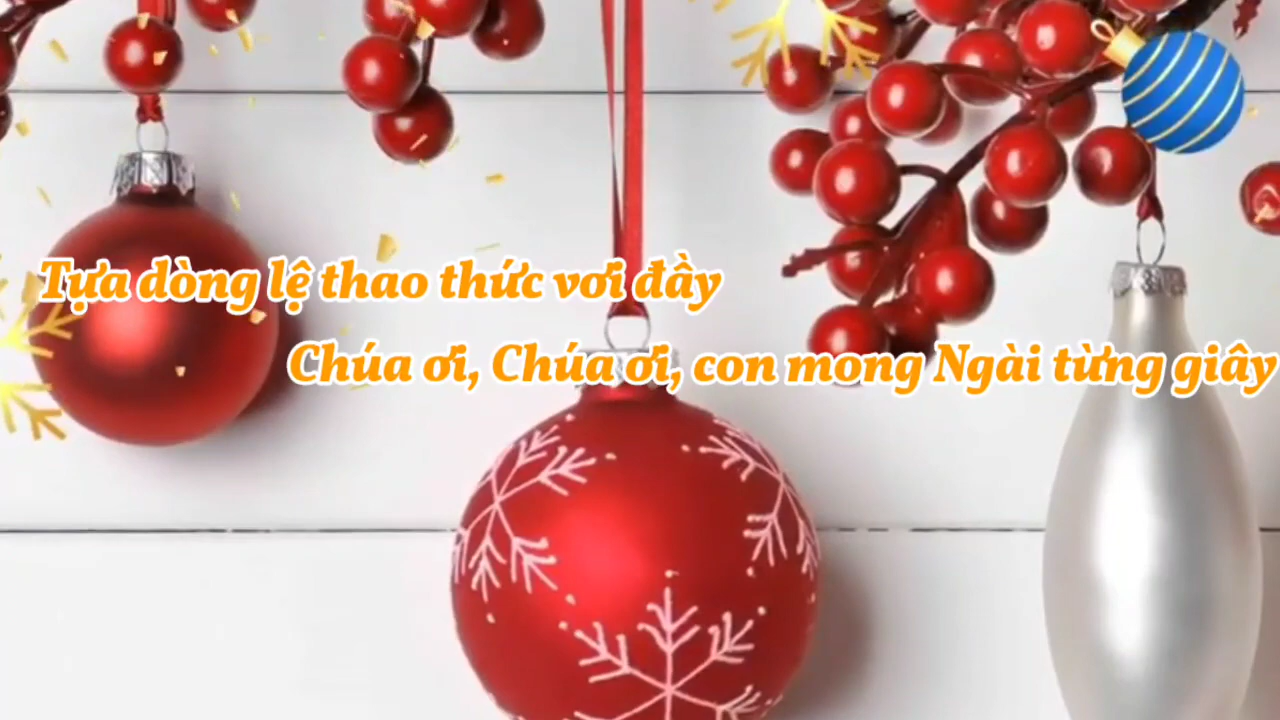 Tựa dòng lệ thao thức vơi đầy
Chúa ơi, Chúa ơi, con mong Ngài từng giây